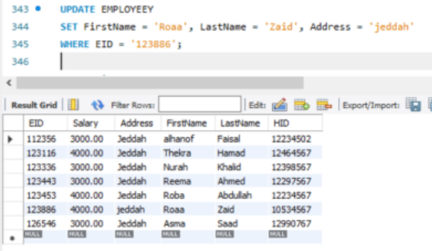 343 UPDATE EMPLOYEEY
344 SET FirstName = 'Roaa', LastName = 'Zaid', Address = 'jeddah'
345 WHERE EID = '123886';
346
Result Grid Filter Rows: Edit: Export/Import:
EID Salary Address FirstName LastName HID
112356 3000.00 Jeddah alhanof Faisal 12234502
123116 4000.00 Jeddah Thekra Hamad 12464567
123336 3000.00 Jeddah Nurah Khalid 12398567
123443 3000.00 Jeddah Reema Ahmed 12297567
123453 4000.00 Jeddah Roba Abdullah 12234567
123886 4000.00 jeddah Roaa Zaid 10534567
126546 3000.00 Jeddah Asma Saad 12990767
NULL NULL NULL NULL NULL NULL